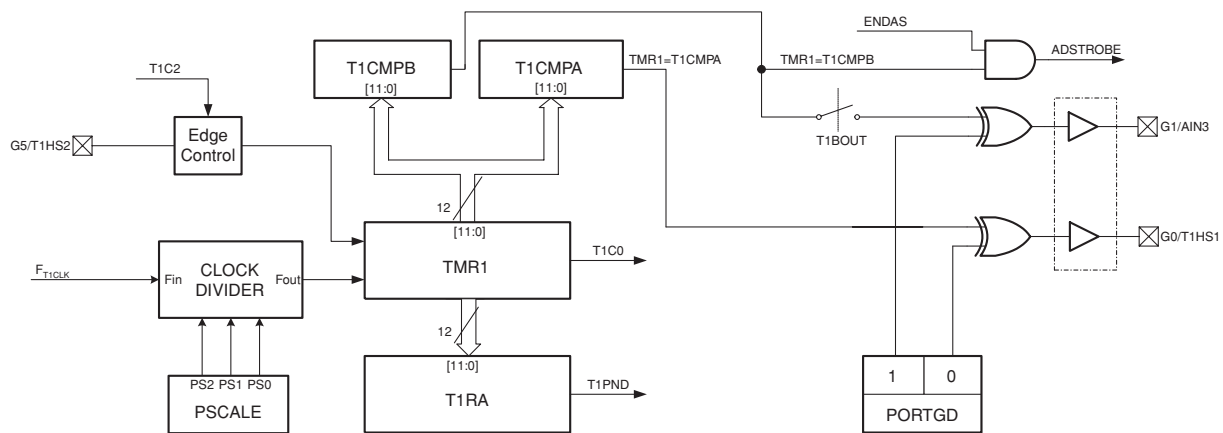 ENDAS
ADSTROBE
T1CMPB
[11:0]
T1CMPA
[11:0]
TMR1=T1CMPA
TMR1=T1CMPB
T1C2
Edge
Control
G5/T1HS2
T1BOUT
G1/AIN3
12
[11:0]
TMR1
T1C0
G0/T1HS1
FT1CLK
Fin
CLOCK
DIVIDER
Fout
12
[11:0]
T1RA
T1PND
PS2 PS1 PS0
PSCALE
1 0
PORTGD